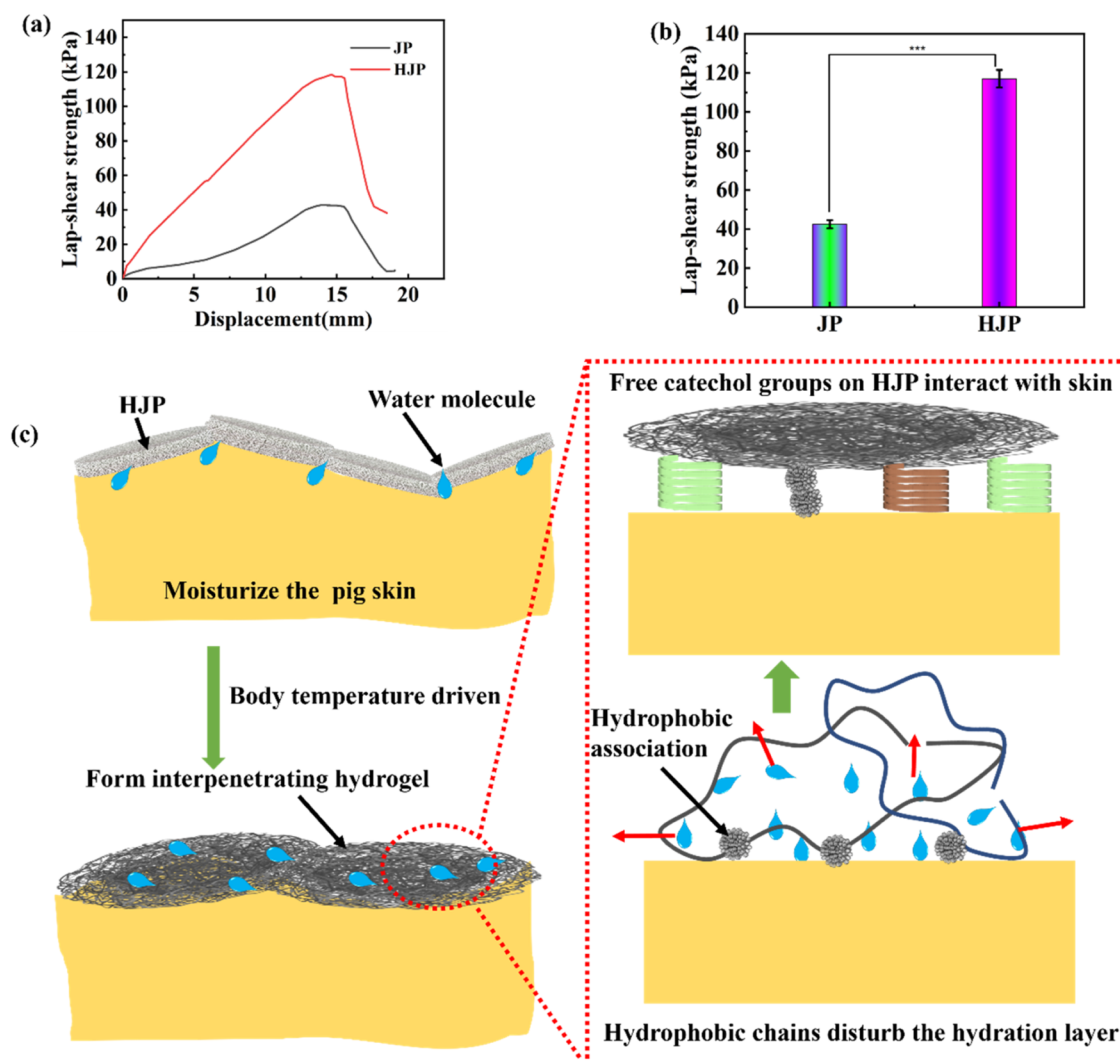 (a)
140
120
100
80
60
40
20
0
Lap-shear strength (kPa)
JP
HJP
0
5
10
15
20
Displacement(mm)
(b)
140
120
100
80
60
40
20
0
Lap-shear strength (kPa)
***
JP
HJP
(c)
HJP
Water molecule
Moisturize the pig skin
Body temperature driven
Form interpenetrating hydrogel
Free catechol groups on HJP interact with skin
Hydrophobic
association
Hydrophobic chains disturb the hydration layer